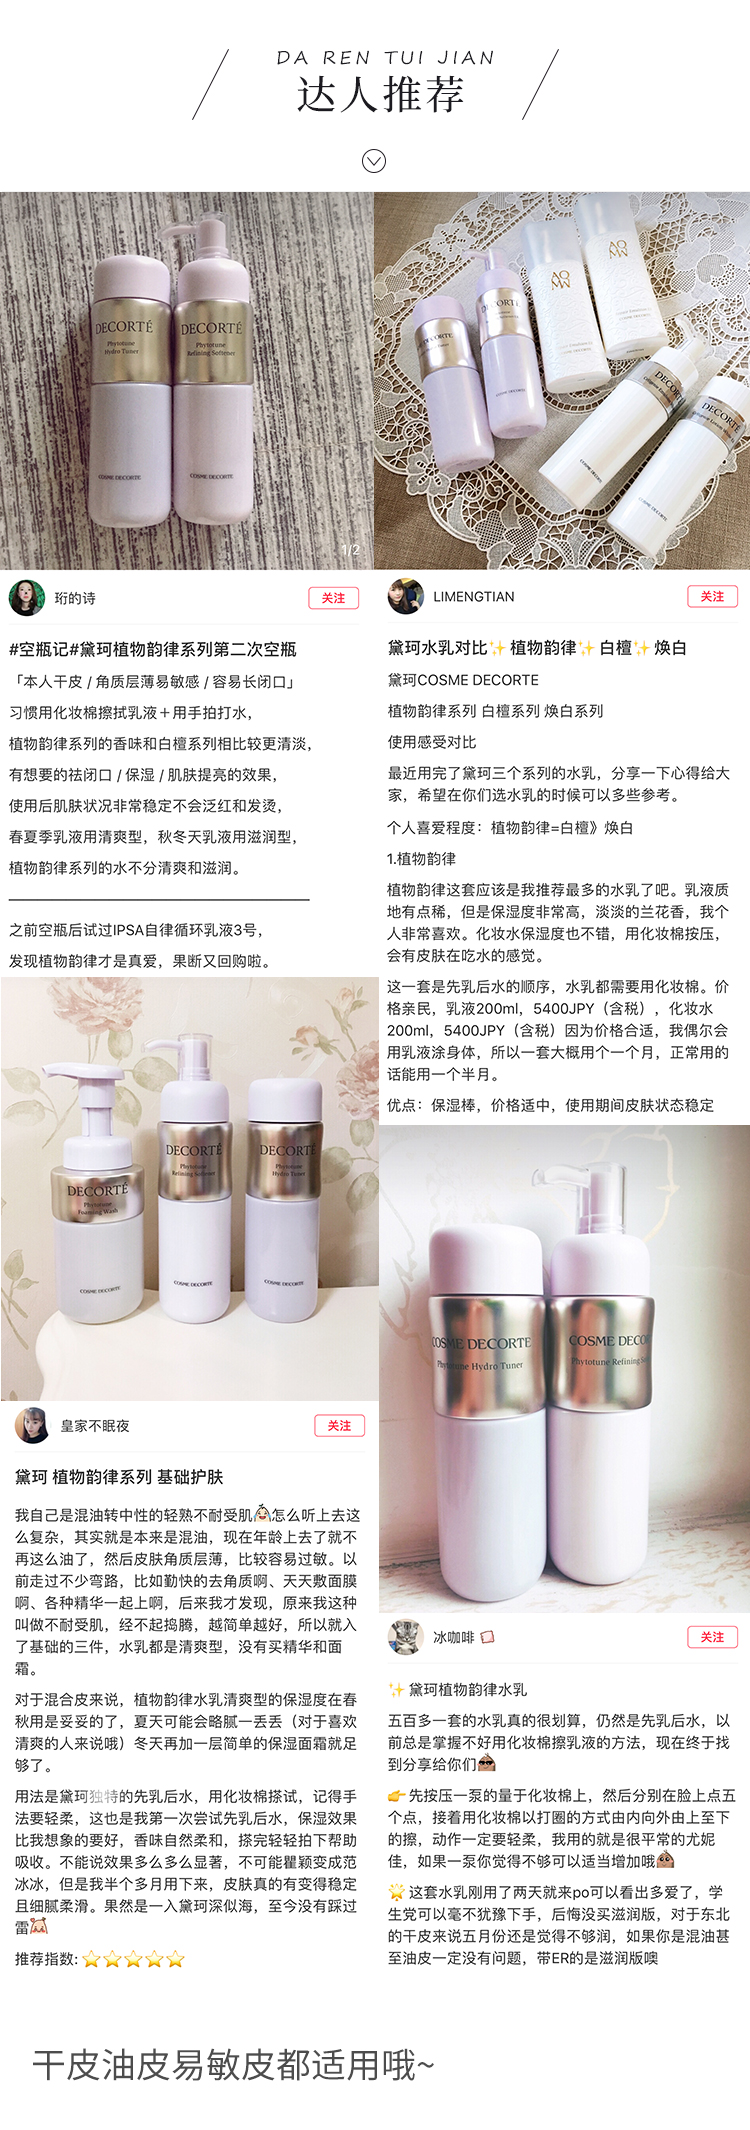 DA REN TUI JIAN
达人推荐
DECORTÉ
Phytotune
Hydro Tuner
COSME DECORTE
DECORTÉ
Phytotune
Refining Softener
COSME DECORTE
1/2
珩的诗
关注
#空瓶记#黛珂植物韵律系列第二次空瓶
「本人干皮 / 角质层薄易敏感 / 容易长闭口」
习惯用化妆棉擦拭乳液＋用手拍打水，
植物韵律系列的香味和白檀系列相比较更清淡，
有想要的祛闭口 / 保湿 / 肌肤提亮的效果，
使用后肌肤状况非常稳定不会泛红和发烫，
春夏季乳液用清爽型，秋冬天乳液用滋润型，
植物韵律系列的水不分清爽和滋润。
之前空瓶后试过IPSA自律循环乳液3号，
发现植物韵律才是真爱，果断又回购啦。
DECORTE
DECORTE
COSME DECORTE
AQ
MW
AQ
MW
DECORTE
COSME DECORTE
DECORTE
COSME DECORTE
LIMENGTIAN
关注
黛珂水乳对比✨ 植物韵律✨ 白檀✨ 焕白
黛珂COSME DECORTE
植物韵律系列 白檀系列 焕白系列
使用感受对比
最近用完了黛珂三个系列的水乳，分享一下心得给大
家，希望在你们选水乳的时候可以多些参考。
个人喜爱程度：植物韵律=白檀》焕白
1.植物韵律
植物韵律这套应该是我推荐最多的水乳了吧。乳液质
地有点稀，但是保湿度非常高，淡淡的兰花香，我个
人非常喜欢。化妆水保湿度也不错，用化妆棉按压，
会有皮肤在吃水的感觉。
这一套是先乳后水的顺序，水乳都需要用化妆棉。价
格亲民，乳液200ml，5400JPY（含税），化妆水
200ml，5400JPY（含税）因为价格合适，我偶尔会
用乳液涂身体，所以一套大概用个一个月，正常用的
话能用一个半月。
优点：保湿棒，价格适中，使用期间皮肤状态稳定
DECORTÉ
Phytotune
Foaming Wash
COSME DECORTE
DECORTÉ
Phytotune
Refining Softener
COSME DECORTE
DECORTÉ
Phytotune
Hydro Tuner
COSME DECORTE
皇家不眠夜
关注
黛珂 植物韵律系列 基础护肤
我自己是混油转中性的轻熟不耐受肌😂怎么听上去这
么复杂，其实就是本来是混油，现在年龄上去了就不
再这么油了，然后皮肤角质层薄，比较容易过敏。以
前走过不少弯路，比如勤快的去角质啊、天天敷面膜
啊、各种精华一起上啊，后来我才发现，原来我这种
叫做不耐受肌，经不起捣腾，越简单越好，所以就入
了基础的三件，水乳都是清爽型，没有买精华和面
霜。
对于混合皮来说，植物韵律水乳清爽型的保湿度在春
秋用是妥妥的了，夏天可能会略腻一丢丢（对于喜欢
清爽的人来说哦）冬天再加一层简单的保湿面霜就足
够了。
用法是黛珂独特的先乳后水，用化妆棉搽试，记得手
法要轻柔，这也是我第一次尝试先乳后水，保湿效果
比我想象的要好，香味自然柔和，搽完轻轻拍下帮助
吸收。不能说效果多么多么显著，不可能瞿颖变成范
冰冰，但是我半个多月用下来，皮肤真的有变得稳定
且细腻柔滑。果然是一入黛珂深似海，至今没有踩过
雷
推荐指数: ⭐⭐⭐⭐⭐
COSME DECORTE
Phytotune Hydro Tuner
COSME DECOR
Phytotune Refining
冰咖啡
关注
✨ 黛珂植物韵律水乳
五百多一套的水乳真的很划算，仍然是先乳后水，以
前总是掌握不好用化妆棉擦乳液的方法，现在终于找
到分享给你们
👉 先按压一泵的量于化妆棉上，然后分别在脸上点五
个点，接着用化妆棉以打圈的方式由内向外由上至下
的擦，动作一定要轻柔，我用的就是很平常的尤妮
佳，如果一泵你觉得不够可以适当增加哦
🌟 这套水乳刚用了两天就来po可以看出多爱了，学
生党可以毫不犹豫下手，后悔没买滋润版，对于东北
的干皮来说五月份还是觉得不够润，如果你是混油甚
至油皮一定没有问题，带ER的是滋润版噢
干皮油皮易敏皮都适用哦~